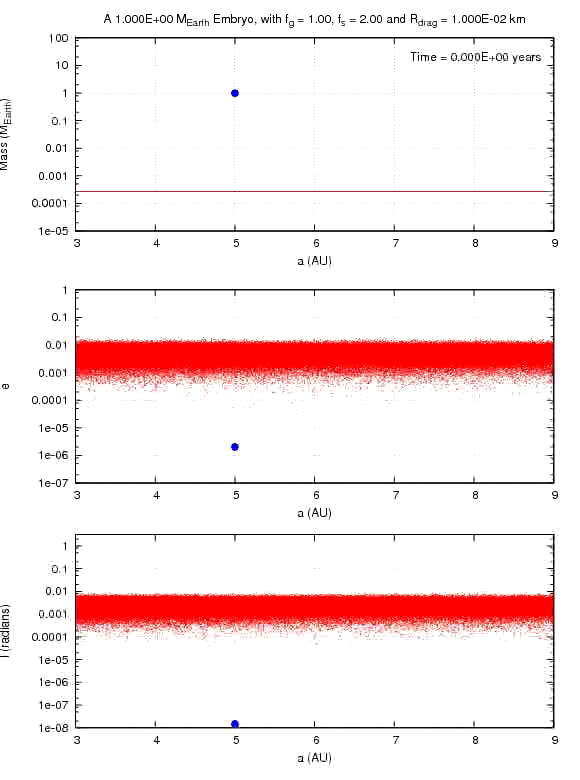 A 1.000E+00 M_Earth Embryo, with f_g = 1.00, f_s = 2.00 and R_drag = 1.000E-02 km
Time = 0.000E+00 years
Mass (M_Earth)
100
10
1
0.1
0.01
0.001
0.0001
1e-05
3 4 5 6 7 8 9
a (AU)
e
1
0.1
0.01
0.001
0.0001
1e-05
1e-06
1e-07
3 4 5 6 7 8 9
a (AU)
I (radians)
1
0.1
0.01
0.001
0.0001
1e-05
1e-06
1e-07
1e-08
3 4 5 6 7 8 9
a (AU)